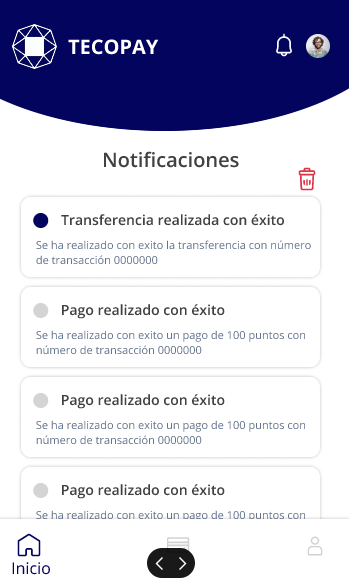 TECOPAY
Notificaciones
Transferencia realizada con éxito
Se ha realizado con exito la transferencia con número
de transacción 0000000
Pago realizado con éxito
Se ha realizado con exito un pago de 100 puntos con
número de transacción 0000000
Pago realizado con éxito
Se ha realizado con exito un pago de 100 puntos con
número de transacción 0000000
Pago realizado con éxito
Se ha realizado con exito un pago de 100 puntos con
Inicio